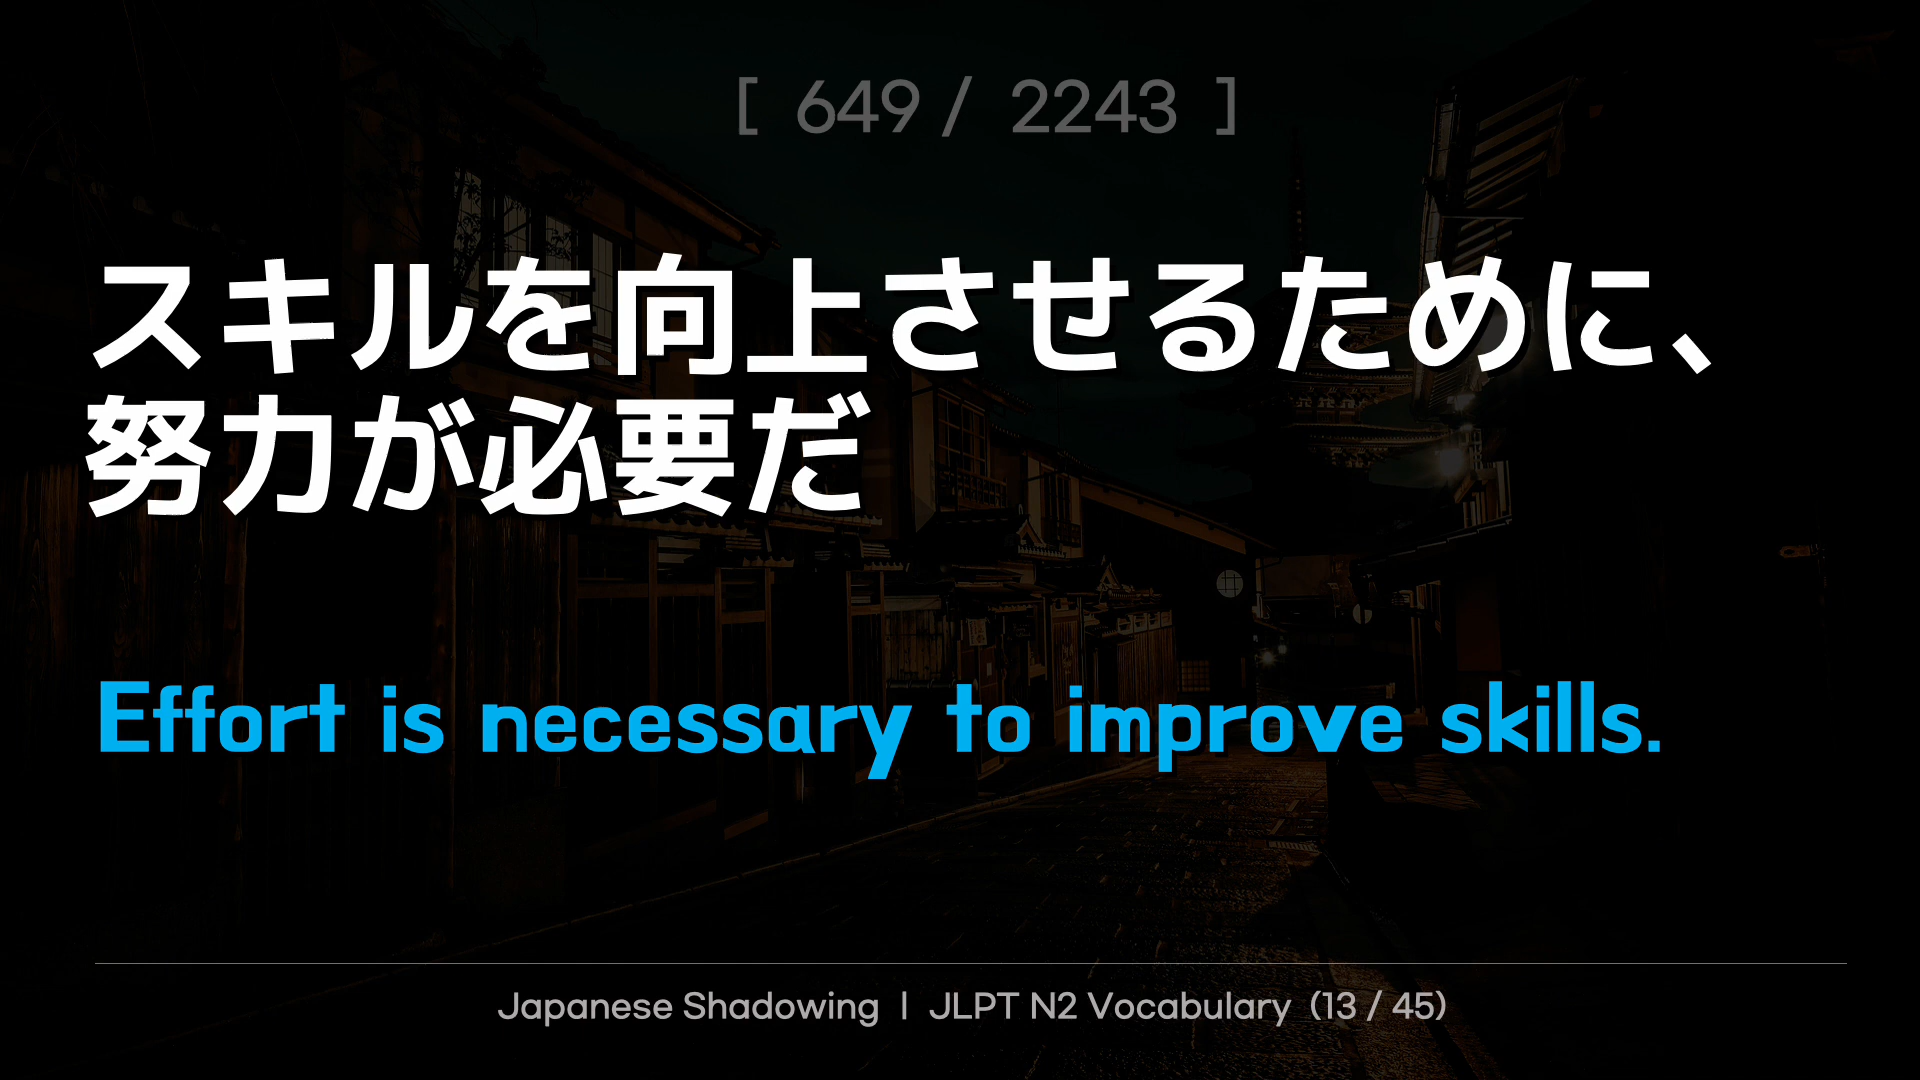 [ 649 / 2243 ]
スキルを向上させるために、
努力が必要だ
Effort is necessary to improve skills.
Japanese Shadowing | JLPT N2 Vocabulary (13 / 45)